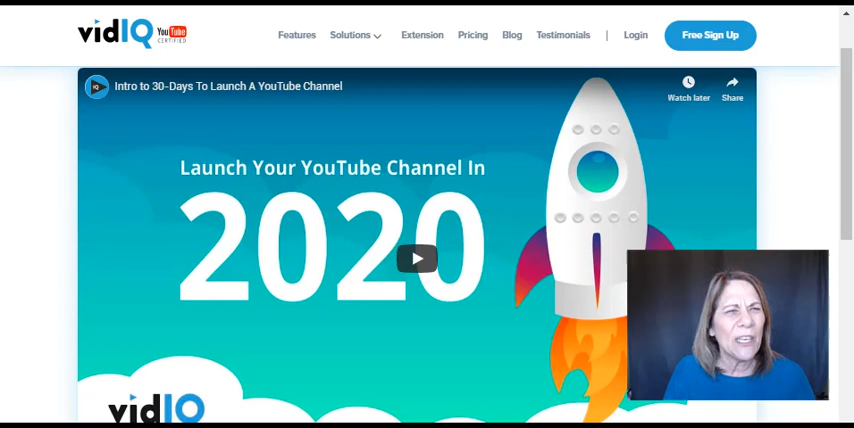 vidIQ YouTube CERTIFIED
Features Solutions Extension Pricing Blog Testimonials | Login Free Sign Up
IQ Intro to 30-Days To Launch A YouTube Channel
Watch later Share
Launch Your YouTube Channel In
2020
vidIQ